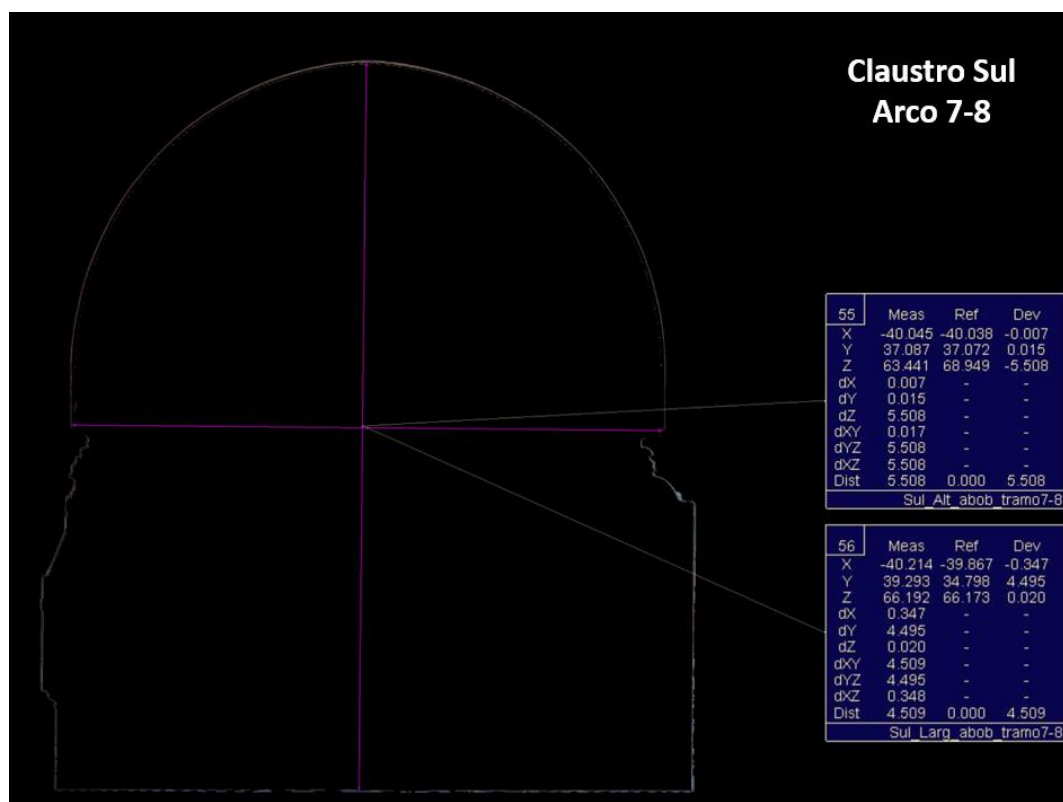 Claustro Sul
Arco 7-8
55 Meas Ref Dev
X -40.045 -40.038 -0.007
Y 37.087 37.072 0.015
Z 63.441 68.949 -5.508
dX 0.007 - -
dY 0.015 - -
dZ 5.508 - -
dXY 0.017 - -
dYZ 5.508 - -
dXZ 5.508 - -
Dist 5.508 0.000 5.508
Sul_Alt_abob_tramo7-8
56 Meas Ref Dev
X -40.214 -39.867 -0.347
Y 39.293 34.798 4.495
Z 66.192 66.173 0.020
dX 0.347 - -
dY 4.495 - -
dZ 0.020 - -
dXY 4.509 - -
dYZ 4.495 - -
dXZ 0.348 - -
Dist 4.509 0.000 4.509
Sul_Larg_abob_tramo7-8